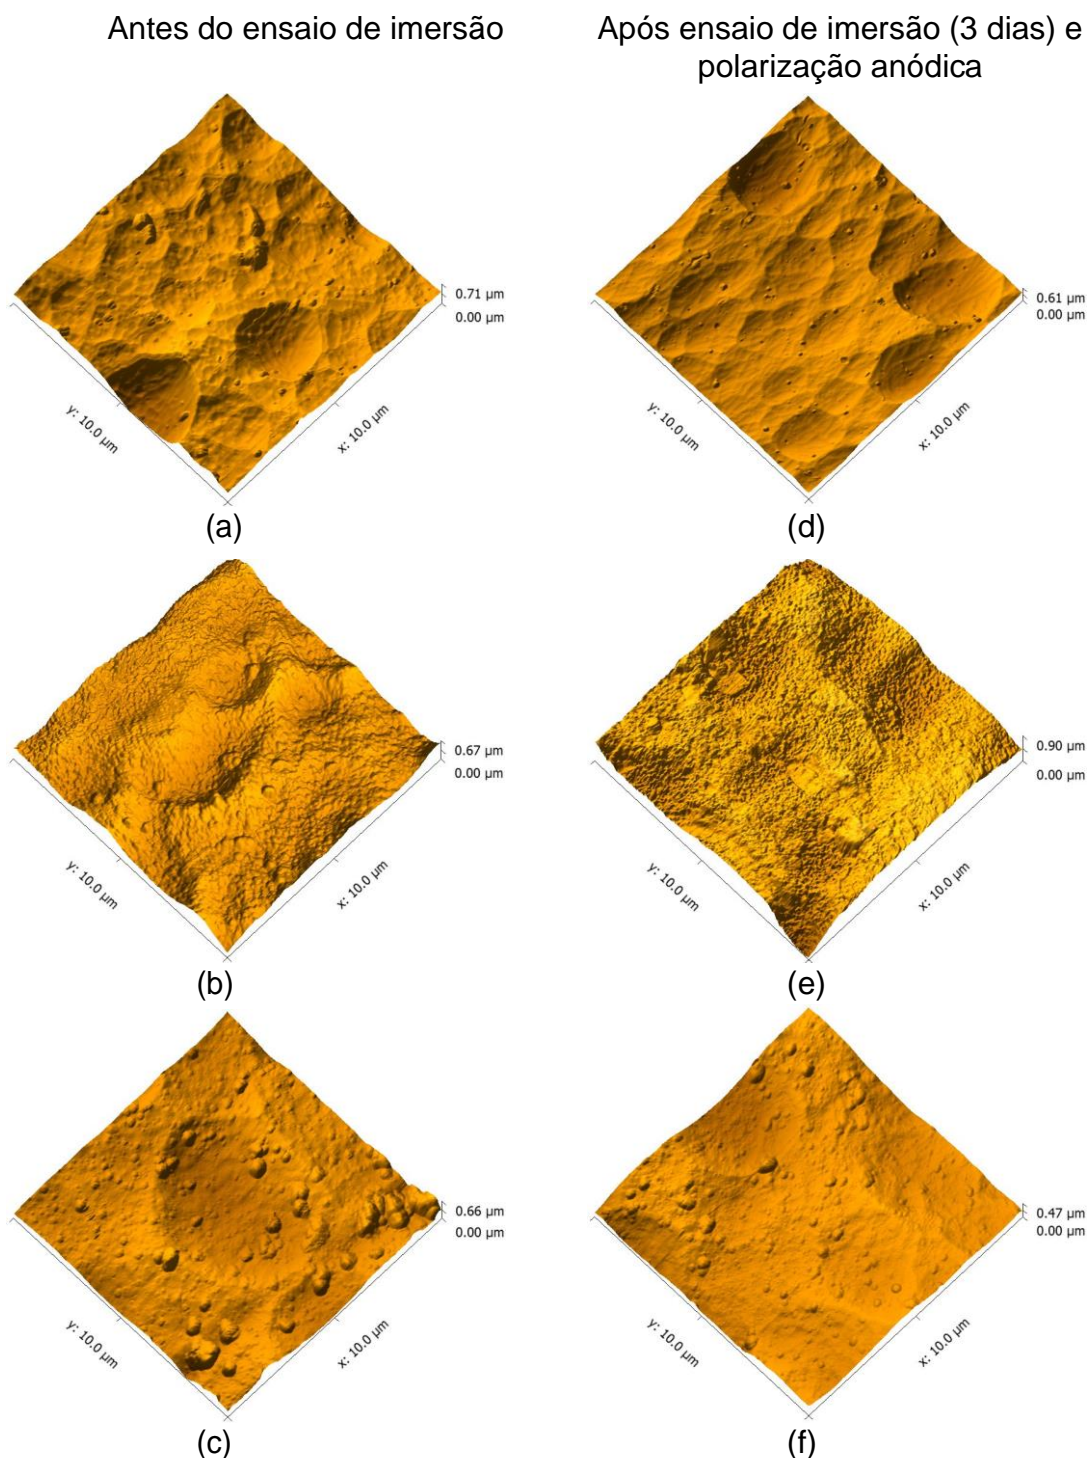 Antes do ensaio de imersão
Após ensaio de imersão (3 dias) e
polarização anódica
0.71 µm
0.00 µm
y: 10.0 µm
x: 10.0 µm
(a)
0.61 µm
0.00 µm
y: 10.0 µm
x: 10.0 µm
(d)
0.67 µm
0.00 µm
y: 10.0 µm
x: 10.0 µm
(b)
0.90 µm
0.00 µm
y: 10.0 µm
x: 10.0 µm
(e)
0.66 µm
0.00 µm
y: 10.0 µm
x: 10.0 µm
(c)
0.47 µm
0.00 µm
y: 10.0 µm
x: 10.0 µm
(f)